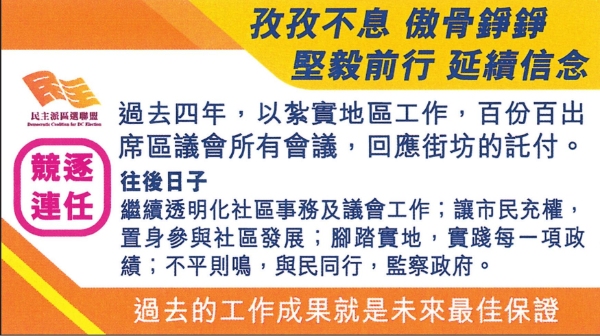 孜孜不息 傲骨錚錚
堅毅前行 延續信念
民主
民主派區選聯盟
Democratic Coalition for DC Election
競逐
連任
過去四年，以紮實地區工作，百份百出
席區議會所有會議，回應街坊的託付。
往後日子
繼續透明化社區事務及議會工作；讓市民充權，
置身參與社區發展；腳踏實地，實踐每一項政
績；不平則鳴，與民同行，監察政府。
過去的工作成果就是未來最佳保證